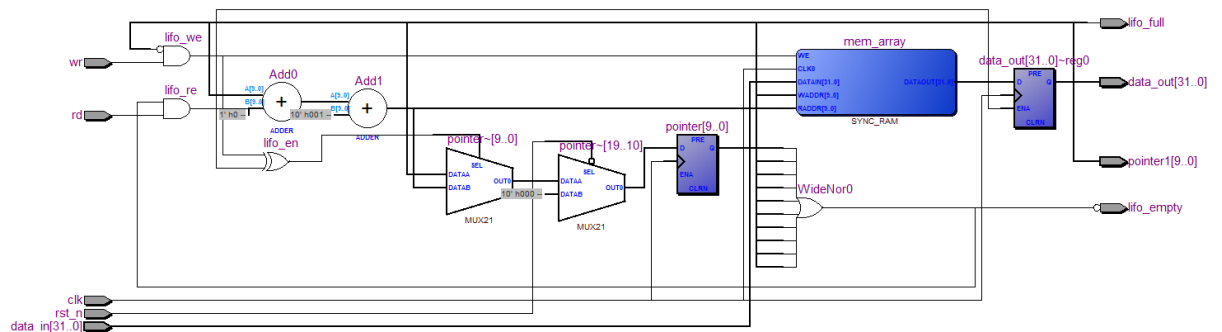 lifo_we
wr
lifo_re
rd
Add0
A[9..0]
B[9..0]
+
1' h0 --
ADDER
Add1
A[9..0]
B[9..0]
+
10' h001 --
ADDER
lifo_en
pointer~[9..0]
SEL
DATAA
DATAB
OUT0
MUX21
pointer~[19..10]
SEL
DATAA
DATAB
OUT0
10' h000 --
MUX21
pointer[9..0]
PRE
D
Q
ENA
CLRN
mem_array
WE
CLK0
DATAIN[31..0]
DATAOUT[31..0]
WADDR[9..0]
RADDR[9..0]
SYNC_RAM
data_out[31..0]~reg0
PRE
D
Q
ENA
CLRN
WideNor0
lifo_full
data_out[31..0]
pointer1[9..0]
lifo_empty
clk
rst_n
data_in[31..0]